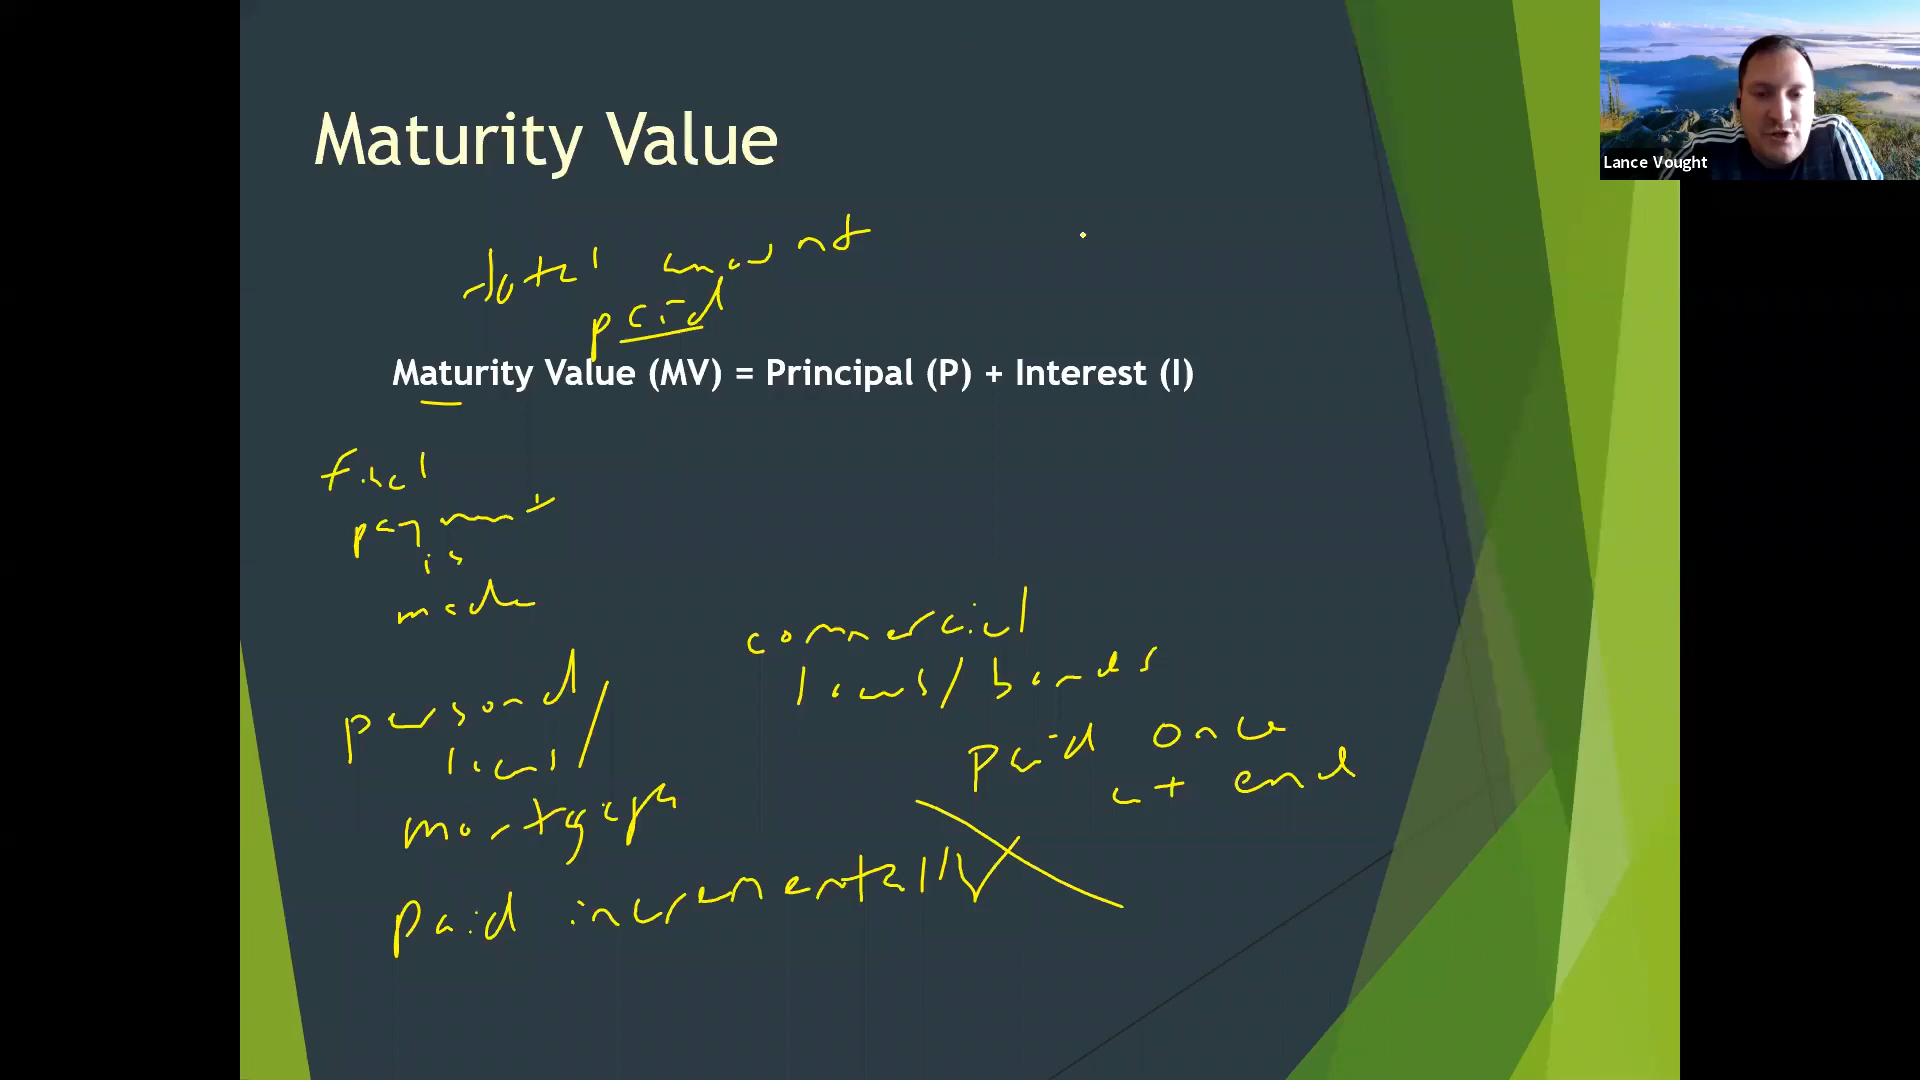 Maturity Value
Lance Vought
total amount
paid
Maturity Value (MV) = Principal (P) + Interest (I)
final
payment
is
made
commercial
loans/bonds
personal
loans/
mortgage
paid once
at end
paid incrementally